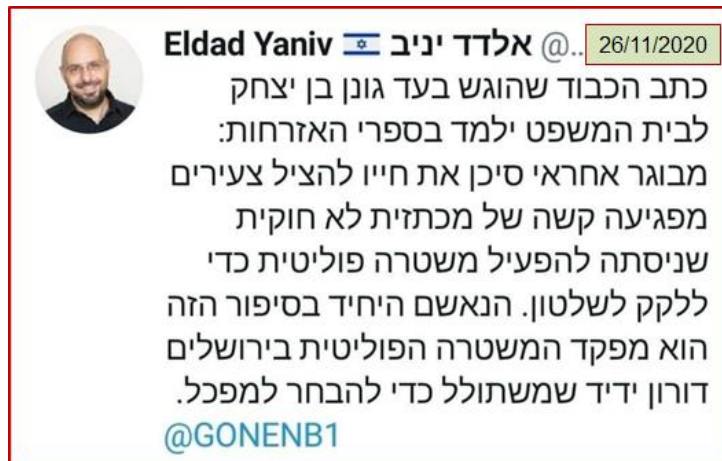 Eldad Yaniv 🇮🇱 אלדד יניב @..
26/11/2020
כתב הכבוד שהוגש בעד גונן בן יצחק
לבית המשפט ילמד בספרי האזרחות:
מבוגר אחראי סיכן את חייו להציל צעירים
מפגיעה קשה של מכתזית לא חוקית
שניסתה להפעיל משטרה פוליטית כדי
ללקק לשלטון. הנאשם היחיד בסיפור הזה
הוא מפקד המשטרה הפוליטית בירושלים
דורון ידיד שמשתולל כדי להבחר למפכל.
@GONENB1